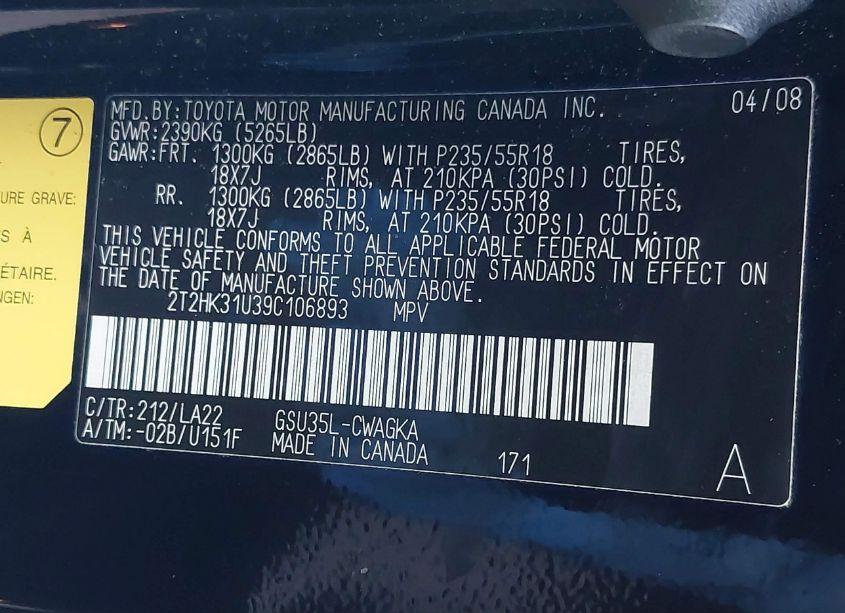 7
URE GRAVE:
S À
ÉTAIRE.
NGEN:
MFD.BY:TOYOTA MOTOR MANUFACTURING CANADA INC. 04/08
GVWR:2390KG (5265LB)
GAWR:FRT. 1300KG (2865LB) WITH P235/55R18 TIRES,
18X7J RIMS, AT 210KPA (30PSI) COLD.
RR. 1300KG (2865LB) WITH P235/55R18 TIRES,
18X7J RIMS, AT 210KPA (30PSI) COLD.
THIS VEHICLE CONFORMS TO ALL APPLICABLE FEDERAL MOTOR
VEHICLE SAFETY AND THEFT PREVENTION STANDARDS IN EFFECT ON
THE DATE OF MANUFACTURE SHOWN ABOVE.
2T2HK31U39C106893 MPV
C/TR:212/LA22 GSU35L-CWAGKA
A/TM:-02B/U151F MADE IN CANADA 171 A